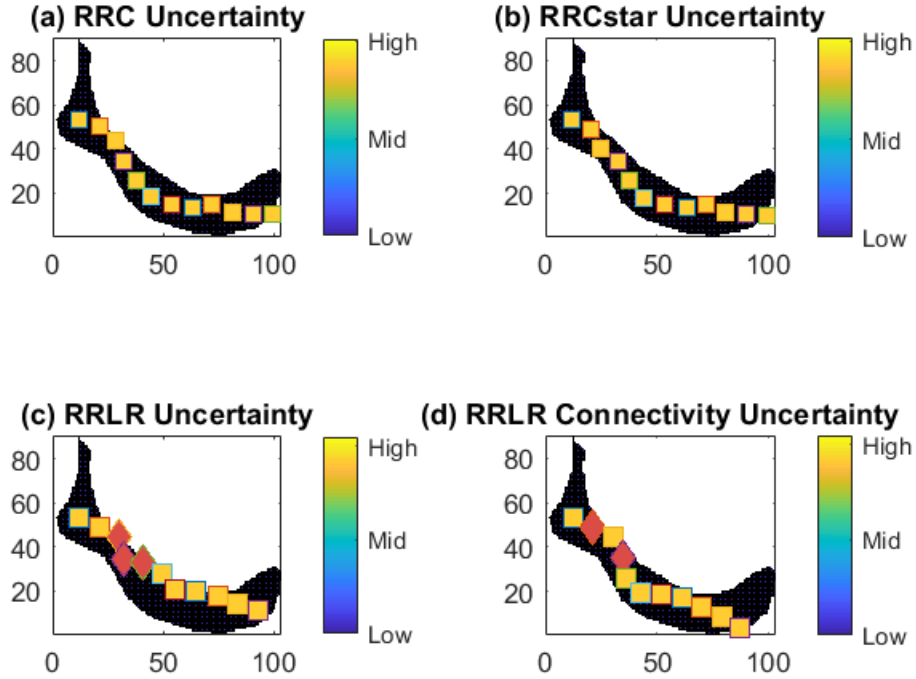 (a) RRC Uncertainty
(b) RRCstar Uncertainty
80
60
40
20
0
50
100
High
Mid
Low
80
60
40
20
0
50
100
High
Mid
Low
(c) RRLR Uncertainty
(d) RRLR Connectivity Uncertainty
80
60
40
20
0
50
100
High
Mid
Low
80
60
40
20
0
50
100
High
Mid
Low